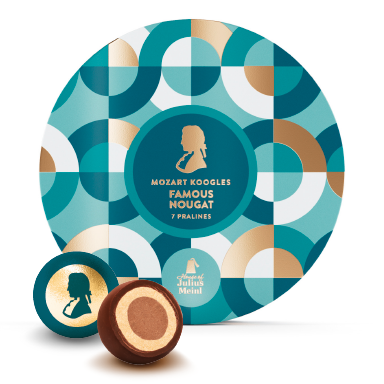 MOZART KOOGLES
FAMOUS
NOUGAT
7 PRALINES
House of
Julius
Meinl